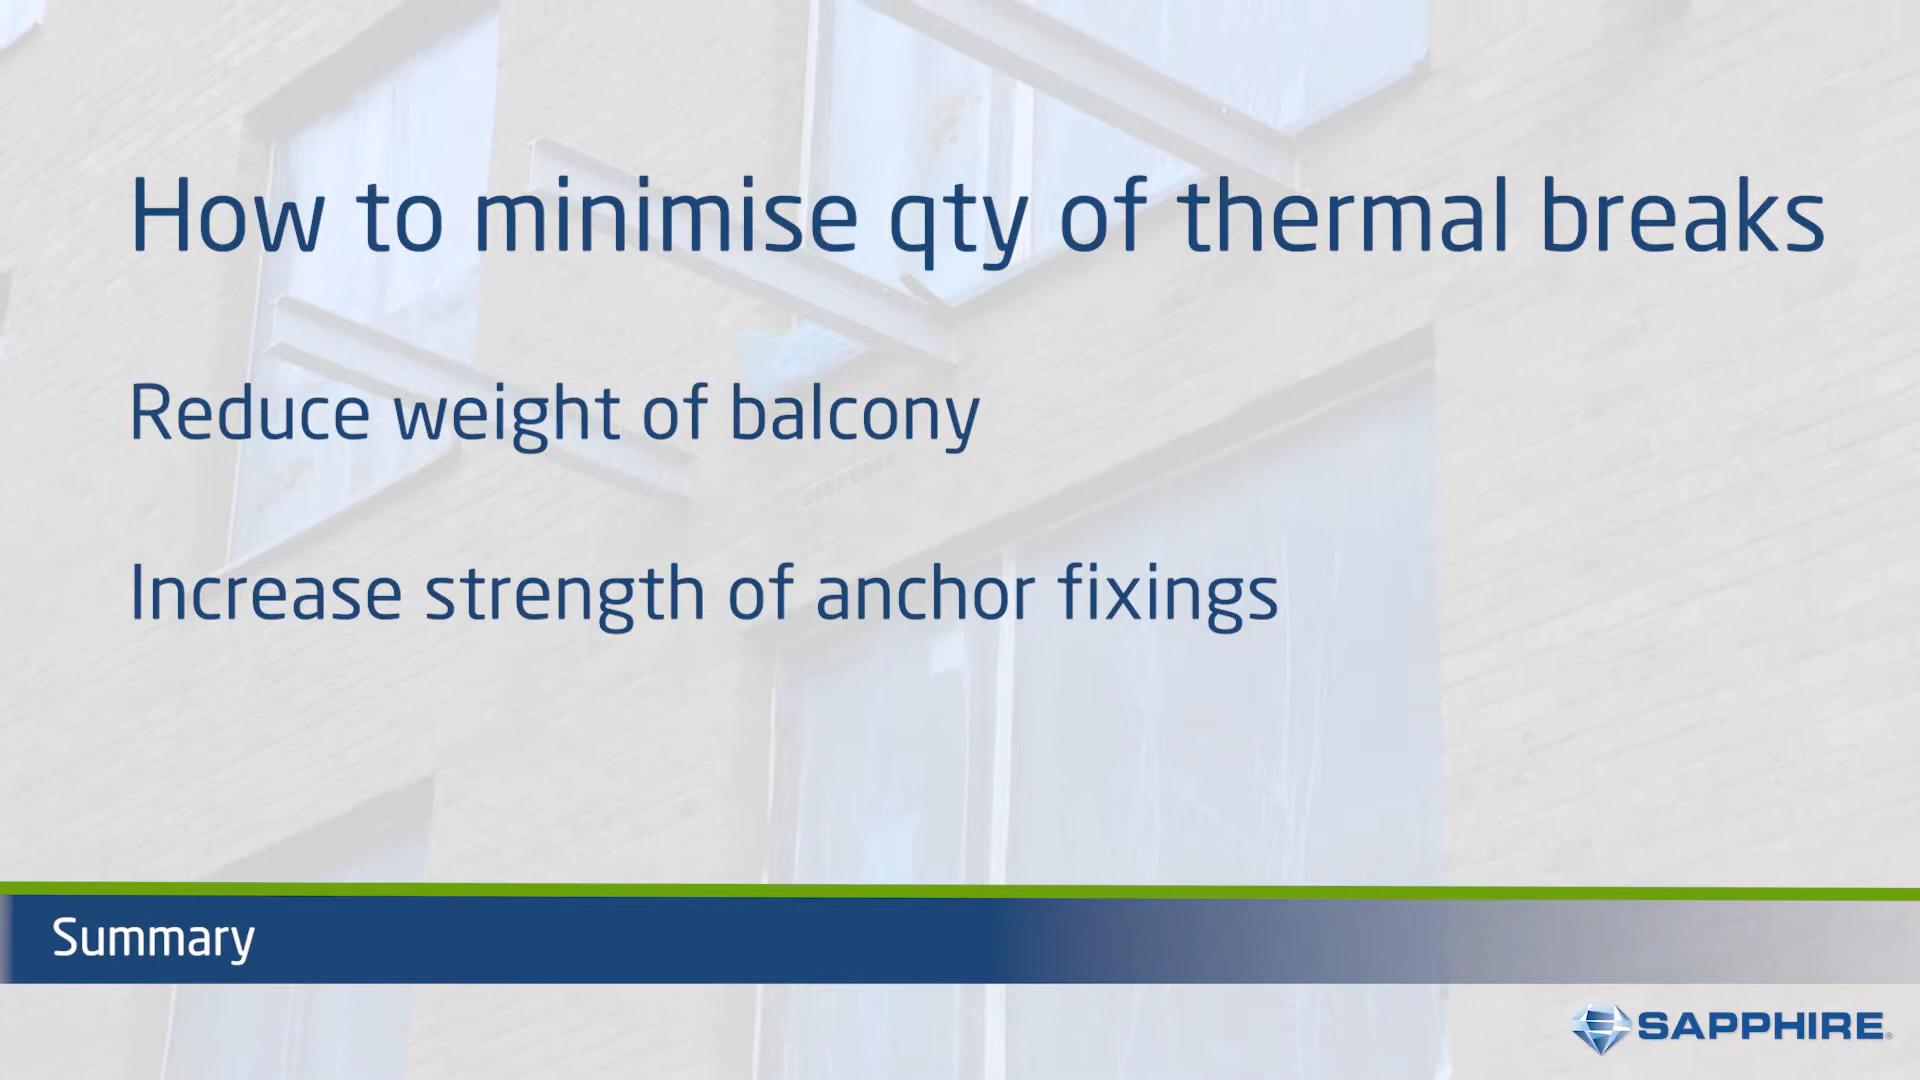 How to minimise qty of thermal breaks
Reduce weight of balcony
Increase strength of anchor fixings
Summary
SAPPHIRE®